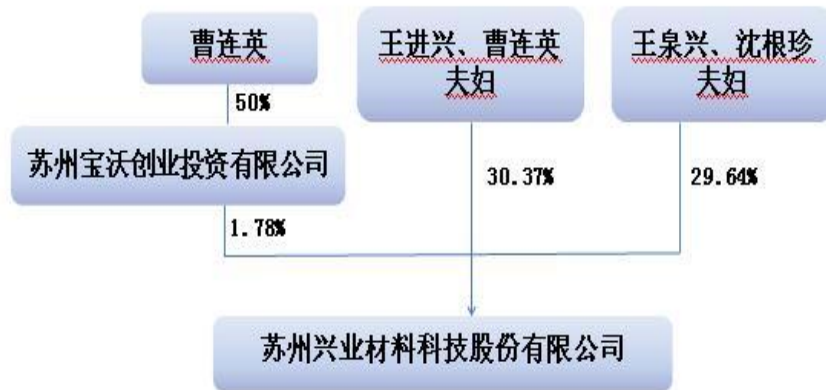 曹连英
王进兴、曹连英
夫妇
王泉兴、沈根珍
夫妇
50%
苏州宝沃创业投资有限公司
30.37%
29.64%
1.78%
苏州兴业材料科技股份有限公司